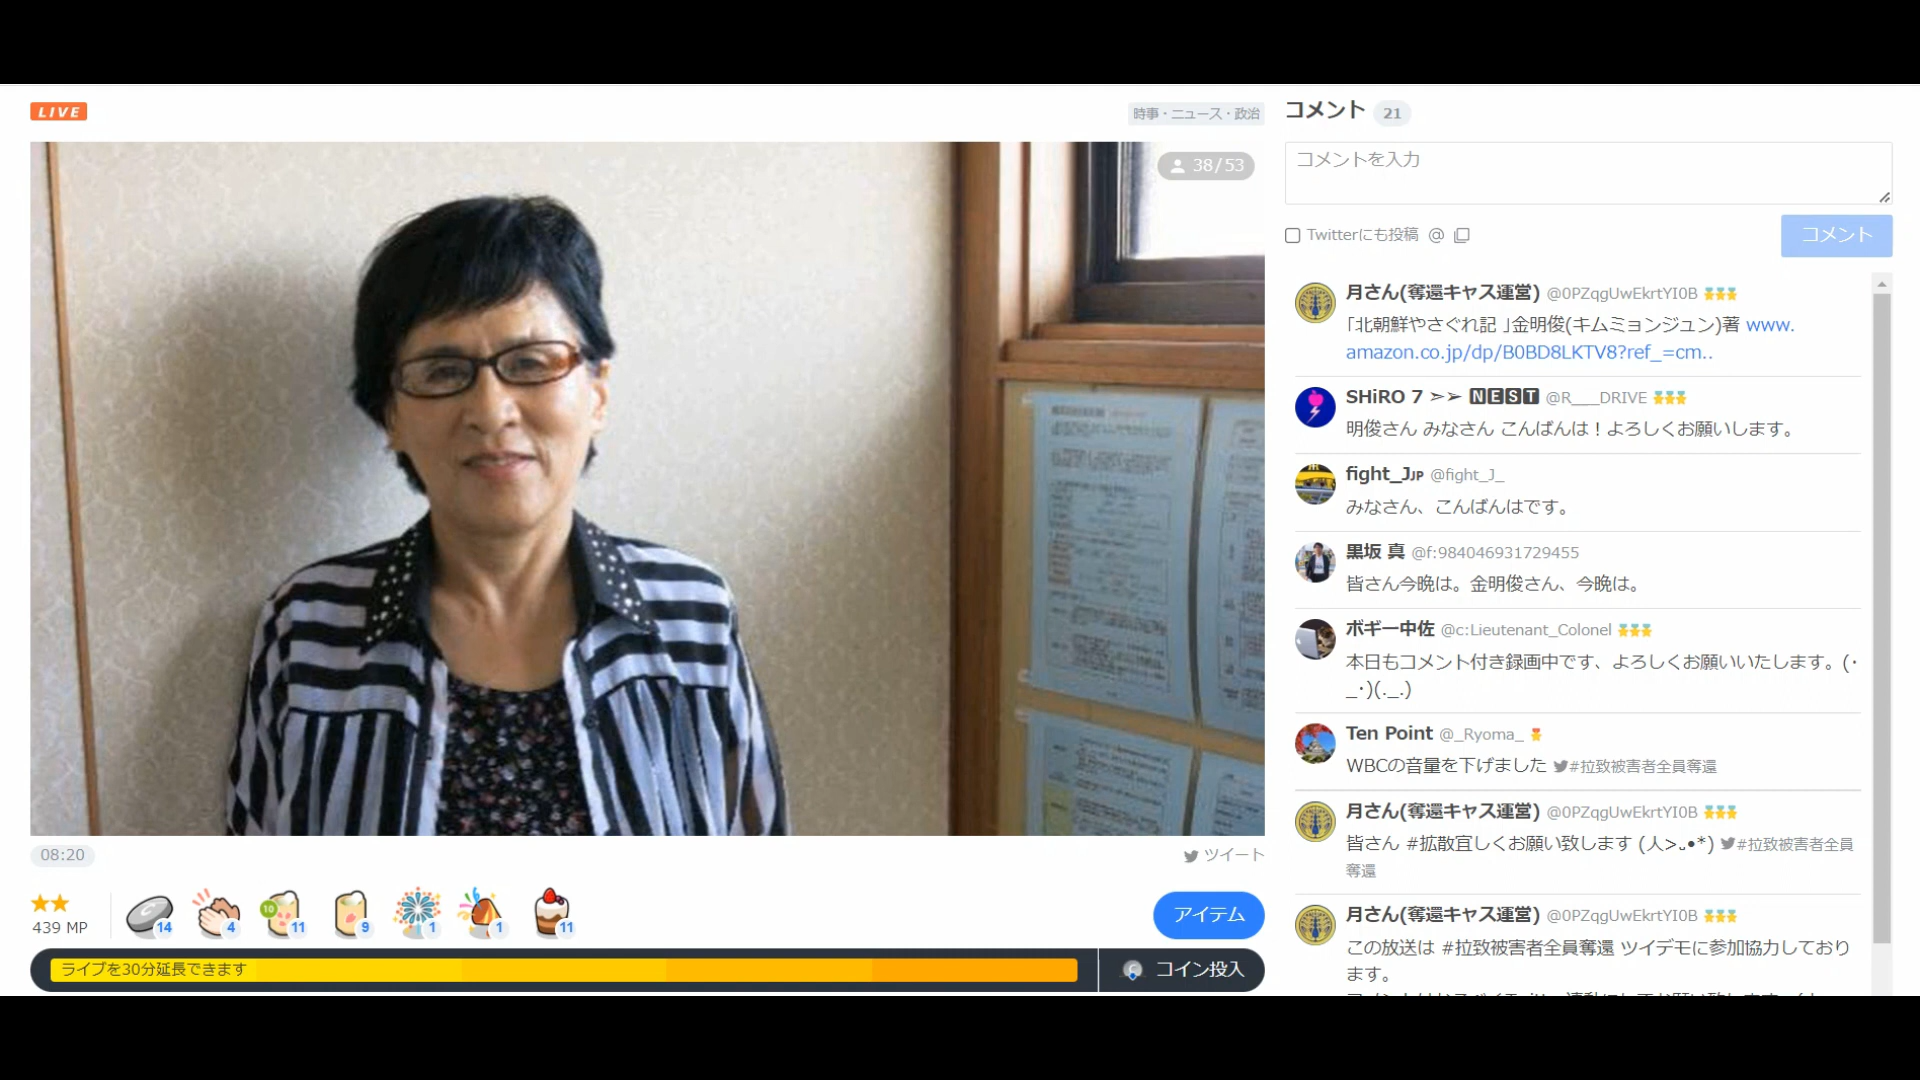 LIVE
時事・ニュース・政治
38/53
08:20
ツイート
439 MP
14
4
10
11
9
1
1
11
アイテム
ライブを30分延長できます
コイン投入
コメント 21
コメントを入力
Twitterにも投稿 @
コメント
月さん(奪還キャス運営) @0PZqgUwEkrtYI0B
「北朝鮮やさぐれ記 」金明俊(キムミョンジュン)著 www.
amazon.co.jp/dp/B0BD8LKTV8?ref_=cm..
SHiRO 7 ➣➢ NEST @R___DRIVE
明俊さん みなさん こんばんは！よろしくお願いします。
fight_Jᴊᴘ @fight_J_
みなさん、こんばんはです。
黒坂 真 @f:984046931729455
皆さん今晩は。金明俊さん、今晩は。
ボギー中佐 @c:Lieutenant_Colonel
本日もコメント付き録画中です、よろしくお願いいたします。(･
_･)(._.)
Ten Point @_Ryoma_
WBCの音量を下げました #拉致被害者全員奪還
月さん(奪還キャス運営) @0PZqgUwEkrtYI0B
皆さん #拡散宜しくお願い致します (人>ᴗ•*) #拉致被害者全員
奪還
月さん(奪還キャス運営) @0PZqgUwEkrtYI0B
この放送は #拉致被害者全員奪還 ツイデモに参加協力しており
ます。